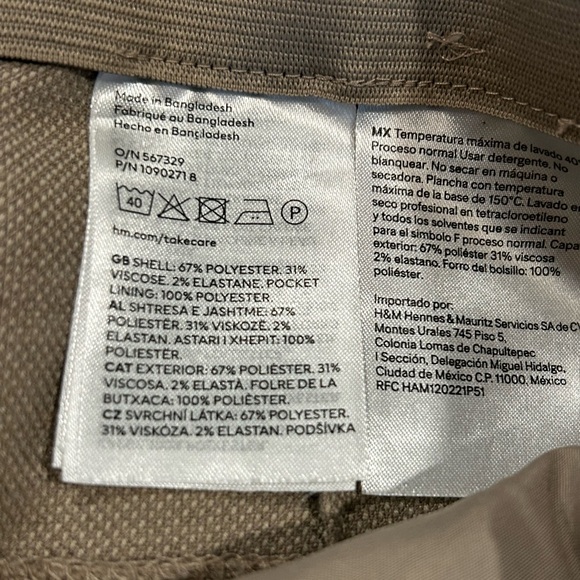 Made in Bangladesh
Fabriqué au Bangladesh
Hecho en Bangladesh
O/N 567329
P/N 10902718
40
P
hm.com/takecare
GB SHELL: 67% POLYESTER. 31%
VISCOSE. 2% ELASTANE. POCKET
LINING: 100% POLYESTER
AL SHTRESA E JASHTME: 67%
POLIESTËR. 31% VISKOZË. 2%
ELASTAN. ASTARI I XHEPIT: 100%
POLIESTËR.
CAT EXTERIOR: 67% POLIÈSTER. 31%
VISCOSA. 2% ELASTÀ. FOLRE DE LA
BUTXACA: 100% POLIÈSTER.
CZ SVRCHNÍ LÁTKA: 67% POLYESTER.
31% VISKÓZA. 2% ELASTAN. PODŠÍVKA
MX Temperatura máxima de lavado 40°
Proceso normal Usar detergente. No
blanquear. No secar en máquina o
secadora. Plancha con temperatura
máxima de la base de 150°C. Lavado en
seco profesional en tetracloroetileno
y todos los solventes que se indican
para el símbolo F proceso normal. Capa
exterior: 67% poliéster 31% viscosa
2% elastano. Forro del bolsillo: 100%
poliéster.
Importado por:
H&M Hennes & Mauritz Servicios SA de CV
Montes Urales 745 Piso 5,
Colonia Lomas de Chapultepec
I Sección, Delegación Miguel Hidalgo,
Ciudad de México C.P. 11000, México
RFC HAM120221P51